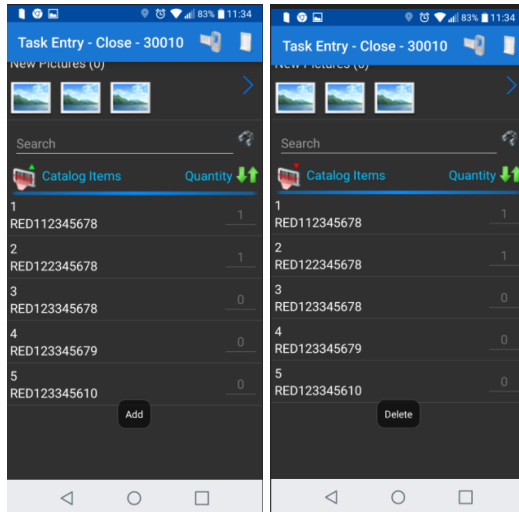 83% 11:34
Task Entry - Close - 30010
New Pictures (0)
Search
Catalog Items Quantity
1
RED112345678 1
2
RED122345678 1
3
RED123345678 0
4
RED123345679 0
5
RED123345610 0
Add
83% 11:34
Task Entry - Close - 30010
New Pictures (0)
Search
Catalog Items Quantity
1
RED112345678 1
2
RED122345678 1
3
RED123345678 0
4
RED123345679 0
5
RED123345610 0
Delete